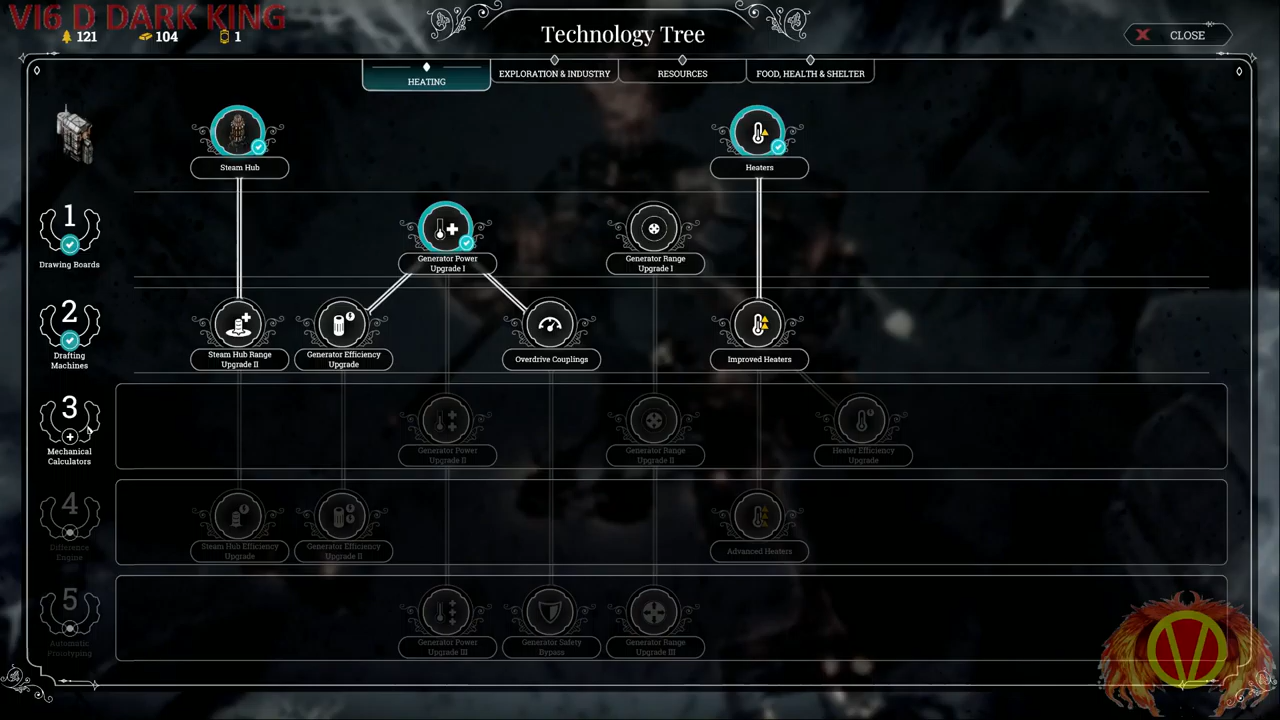 VI6 D DARK KING
121
104
1
Technology Tree
CLOSE
HEATING
EXPLORATION & INDUSTRY
RESOURCES
FOOD, HEALTH & SHELTER
Steam Hub
Heaters
1
Drawing Boards
Generator Power
Upgrade I
Generator Range
Upgrade I
2
Drafting
Machines
Steam Hub Range
Upgrade II
Generator Efficiency
Upgrade
Overdrive Couplings
Improved Heaters
3
Mechanical
Calculators
Generator Power
Upgrade II
Generator Range
Upgrade II
Heater Efficiency
Upgrade
4
Difference
Engine
Steam Hub Efficiency
Upgrade
Generator Efficiency
Upgrade II
Advanced Heaters
5
Automatic
Prototyping
Generator Power
Upgrade III
Generator Safety
Bypass
Generator Range
Upgrade III
V